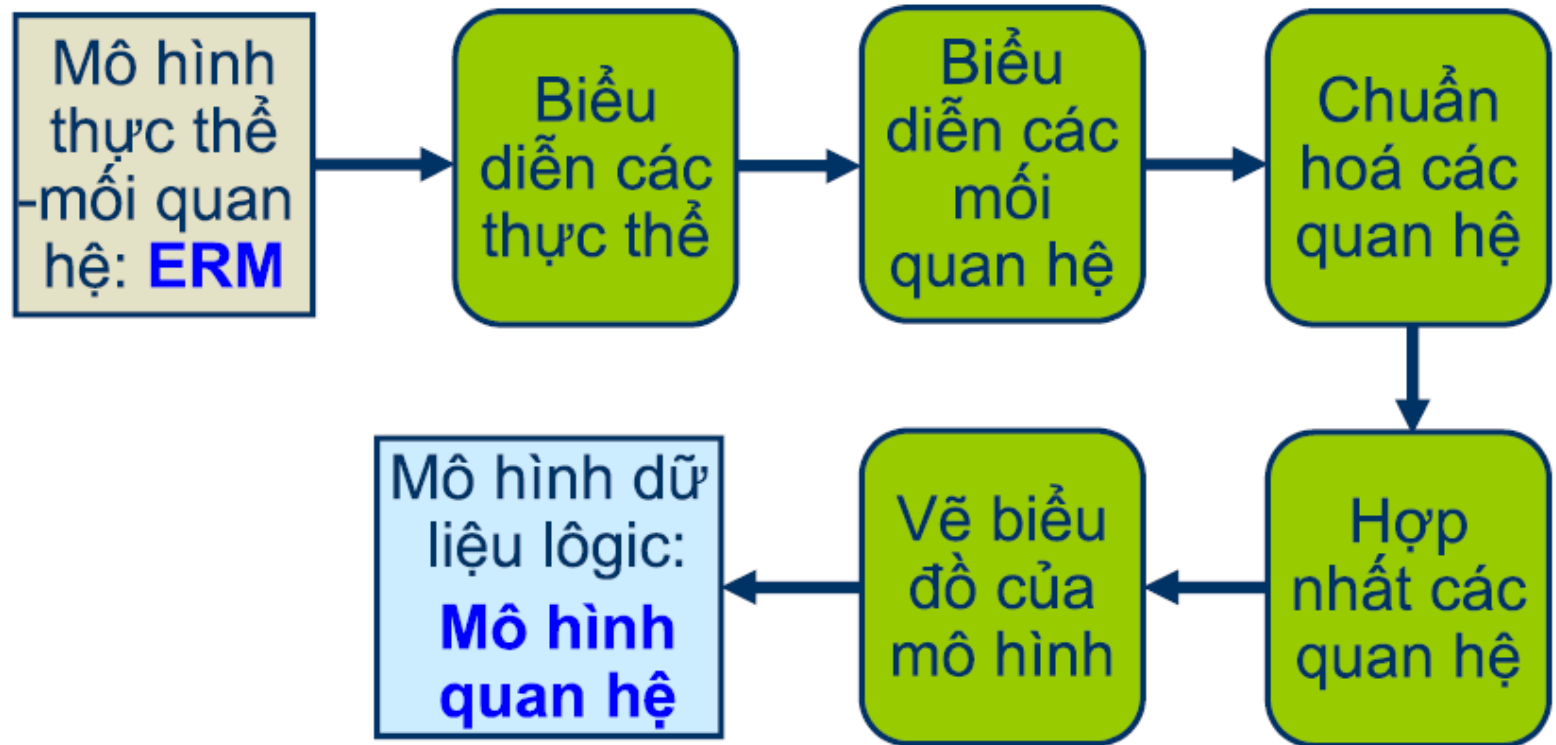 Mô hình
thực thể
-mối quan
hệ: ERM
Biểu
diễn các
thực thể
Biểu
diễn các
mối
quan hệ
Chuẩn
hoá các
quan hệ
Hợp
nhất các
quan hệ
Vẽ biểu
đồ của
mô hình
Mô hình dữ
liệu lôgic:
Mô hình
quan hệ